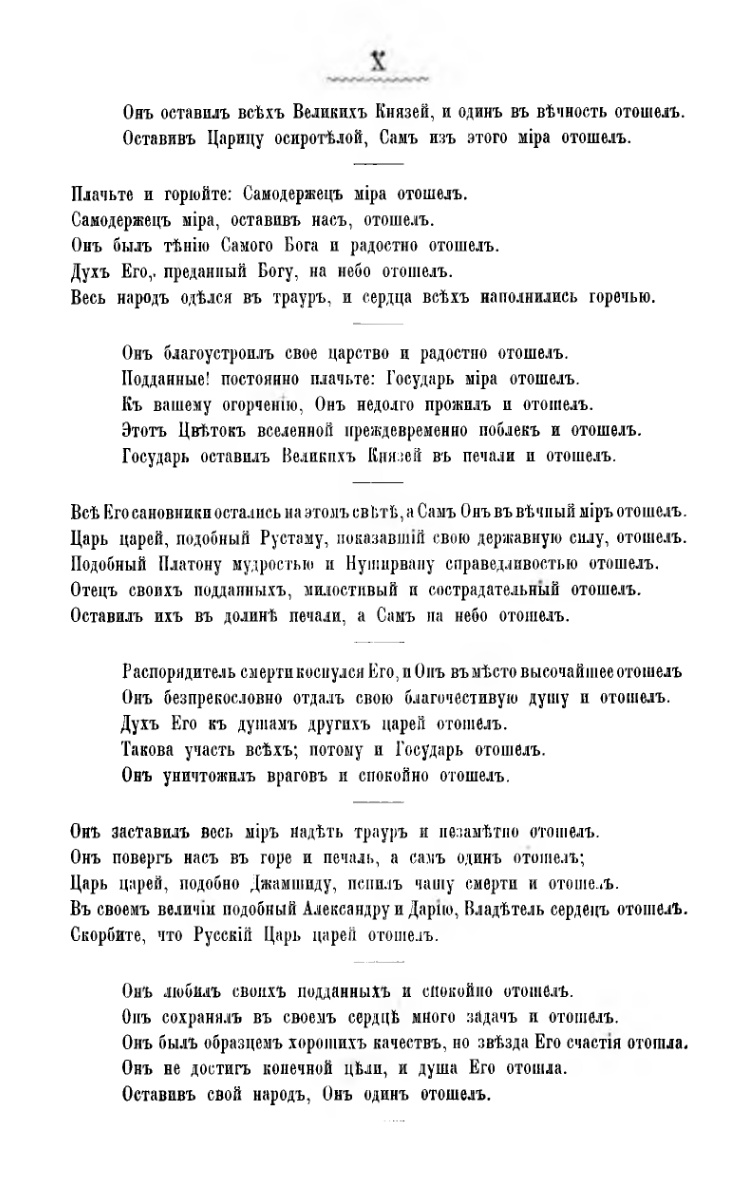 X
Онъ оставилъ всѣхъ Великихъ Князей, и одинъ въ вѣчность отошелъ.
Оставивъ Царицу осиротѣлой, Самъ изъ этого міра отошелъ.
Плачьте и горюйте: Самодержецъ міра отошелъ.
Самодержецъ міра, оставивъ насъ, отошелъ.
Онъ былъ тѣнію Самого Бога и радостно отошелъ.
Духъ Его,. преданный Богу, на небо отошелъ.
Весь народъ одѣлся въ трауръ, и сердца всѣхъ наполнились горечью.
Онъ благоустроилъ свое царство и радостно отошелъ.
Подданные! постоянно плачьте: Государь міра отошелъ.
Къ вашему огорченію, Онъ недолго прожилъ и отошелъ.
Этотъ Цвѣтокъ вселенной преждевременно поблекъ и отошелъ.
Государь оставилъ Великихъ Князей въ печали и отошелъ.
Всѣ Его сановники остались на этомъ свѣтѣ, а Самъ Онъ въ вѣчный міръ отошелъ.
Царь царей, подобный Рустаму, показавшій свою державную силу, отошелъ.
Подобный Платону мудростью и Нуширвану справедливостью отошелъ.
Отецъ своихъ подданныхъ, милостивый и сострадательный отошелъ.
Оставилъ ихъ въ долинѣ печали, а Самъ на небо отошелъ.
Распорядитель смерти коснулся Его, и Онъ въ мѣсто высочайшее отошелъ
Онъ безпрекословно отдалъ свою благочестивую душу и отошелъ.
Духъ Его къ душамъ другихъ царей отошелъ.
Такова участь всѣхъ; потому и Государь отошелъ.
Онъ уничтожилъ враговъ и спокойно отошелъ.
Онъ заставилъ весь міръ надѣть трауръ и незамѣтно отошелъ.
Онъ повергъ насъ въ горе и печаль, а самъ одинъ отошелъ;
Царь царей, подобно Джамшиду, испилъ чашу смерти и отошелъ.
Въ своемъ величіи подобный Александру и Дарію, Владѣтель сердецъ отошелъ.
Скорбите, что Русскій Царь царей отошелъ.
Онъ любилъ своихъ подданныхъ и спокойно отошелъ.
Онъ сохранялъ въ своемъ сердцѣ много задачъ и отошелъ.
Онъ былъ образцемъ хорошихъ качествъ, но звѣзда Его счастія отошла.
Онъ не достигъ конечной цѣли, и душа Его отошла.
Оставивъ свой народъ, Онъ одинъ отошелъ.